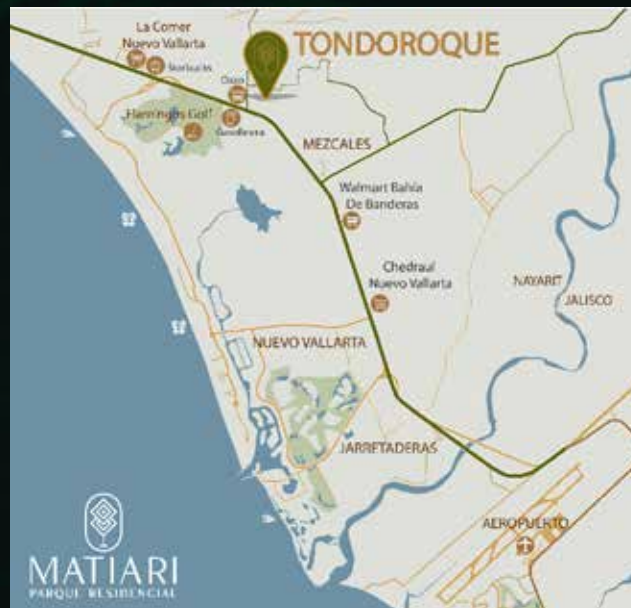 La Comer
Nuevo Vallarta
Starbucks
TONDOROQUE
Oxxo
Flamingos Golf
Gasolinera
MEZCALES
Walmart Bahía
De Banderas
Chedraui
Nuevo Vallarta
NAYARIT
JALISCO
NUEVO VALLARTA
JARRETADERAS
AEROPUERTO
MATIARI
PARQUE RESIDENCIAL